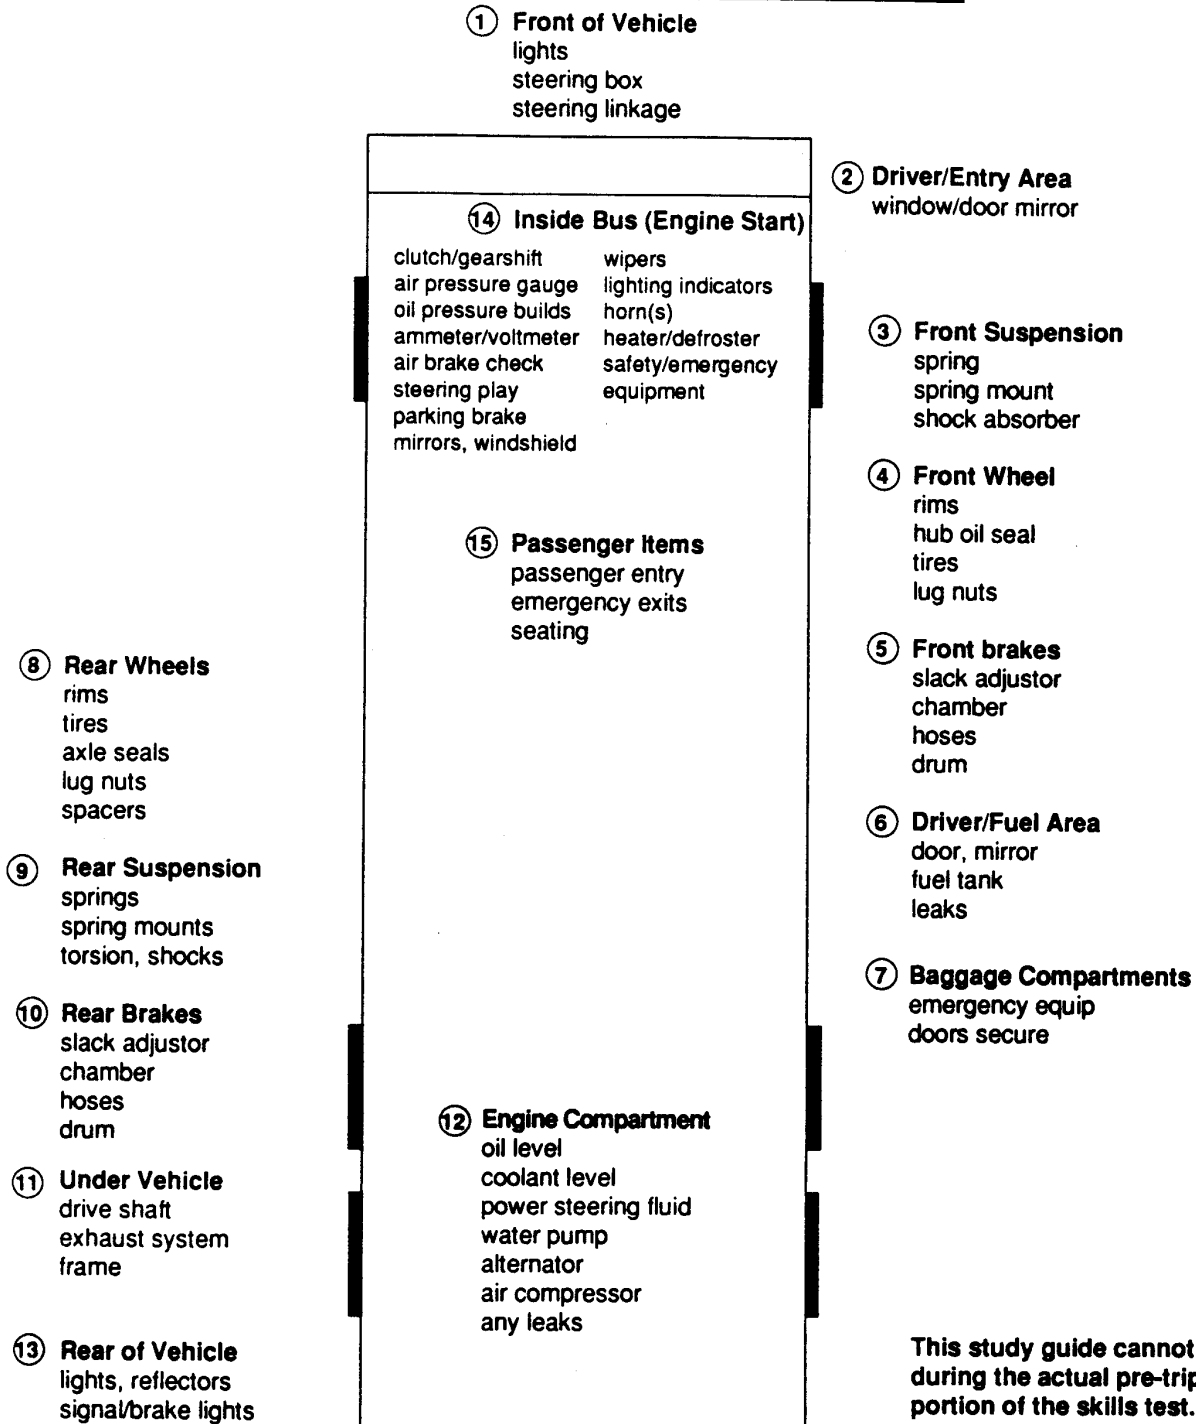 ① Front of Vehicle
lights
steering box
steering linkage
② Driver/Entry Area
window/door mirror
⑭ Inside Bus (Engine Start)
clutch/gearshift
air pressure gauge
oil pressure builds
ammeter/voltmeter
air brake check
steering play
parking brake
mirrors, windshield
wipers
lighting indicators
horn(s)
heater/defroster
safety/emergency
equipment
③ Front Suspension
spring
spring mount
shock absorber
④ Front Wheel
rims
hub oil seal
tires
lug nuts
⑮ Passenger Items
passenger entry
emergency exits
seating
⑤ Front brakes
slack adjustor
chamber
hoses
drum
⑥ Driver/Fuel Area
door, mirror
fuel tank
leaks
⑦ Baggage Compartments
emergency equip
doors secure
⑧ Rear Wheels
rims
tires
axle seals
lug nuts
spacers
⑨ Rear Suspension
springs
spring mounts
torsion, shocks
⑩ Rear Brakes
slack adjustor
chamber
hoses
drum
⑪ Under Vehicle
drive shaft
exhaust system
frame
⑫ Engine Compartment
oil level
coolant level
power steering fluid
water pump
alternator
air compressor
any leaks
⑬ Rear of Vehicle
lights, reflectors
signal/brake lights
This study guide cannot
during the actual pre-trip
portion of the skills test.